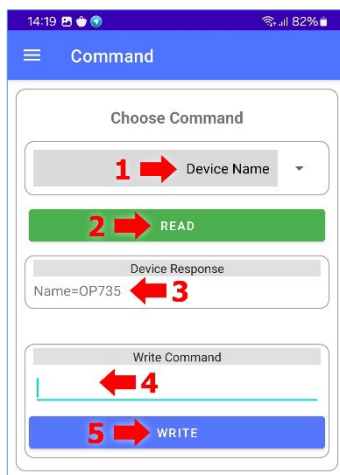 14:19 82%
Command
Choose Command
1 Device Name
2 READ
Device Response
Name=OP735 3
Write Command
4
5 WRITE